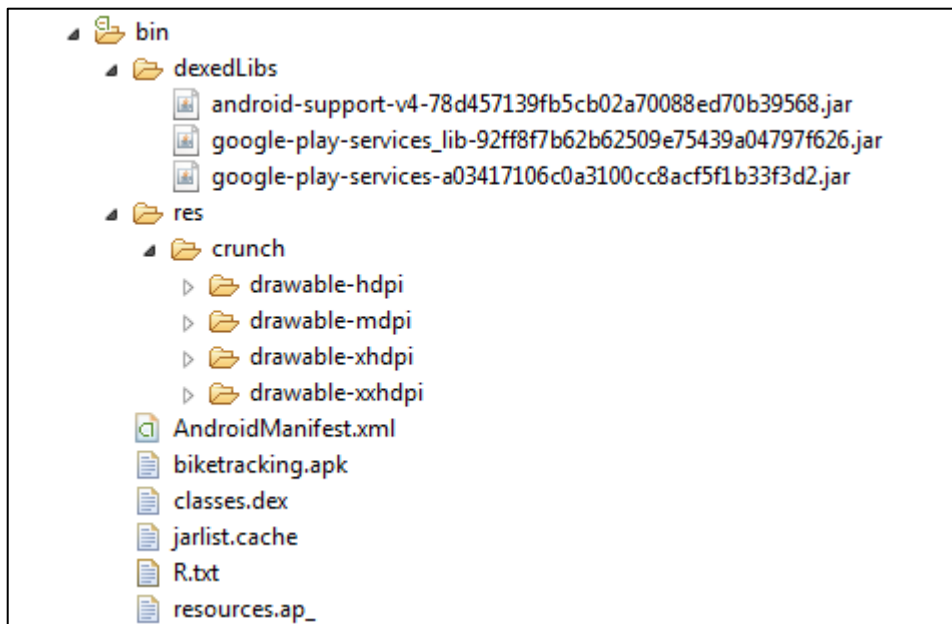 bin
dexedLibs
android-support-v4-78d457139fb5cb02a70088ed70b39568.jar
google-play-services_lib-92ff8f7b62b62509e75439a04797f626.jar
google-play-services-a03417106c0a3100cc8acf5f1b33f3d2.jar
res
crunch
drawable-hdpi
drawable-mdpi
drawable-xhdpi
drawable-xxhdpi
AndroidManifest.xml
biketracking.apk
classes.dex
jarlist.cache
R.txt
resources.ap_